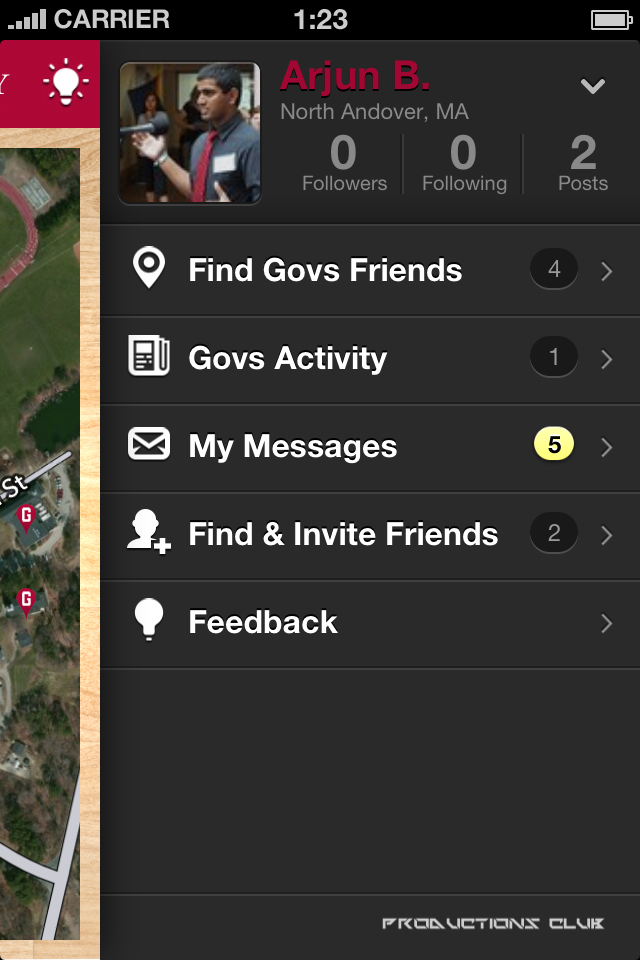 CARRIER 1:23
Y
Arjun B.
North Andover, MA
0 0 2
Followers Following Posts
Find Govs Friends 4
Govs Activity 1
My Messages 5
St
G
Find & Invite Friends 2
G
Feedback
PRODUCTIONS CLUB